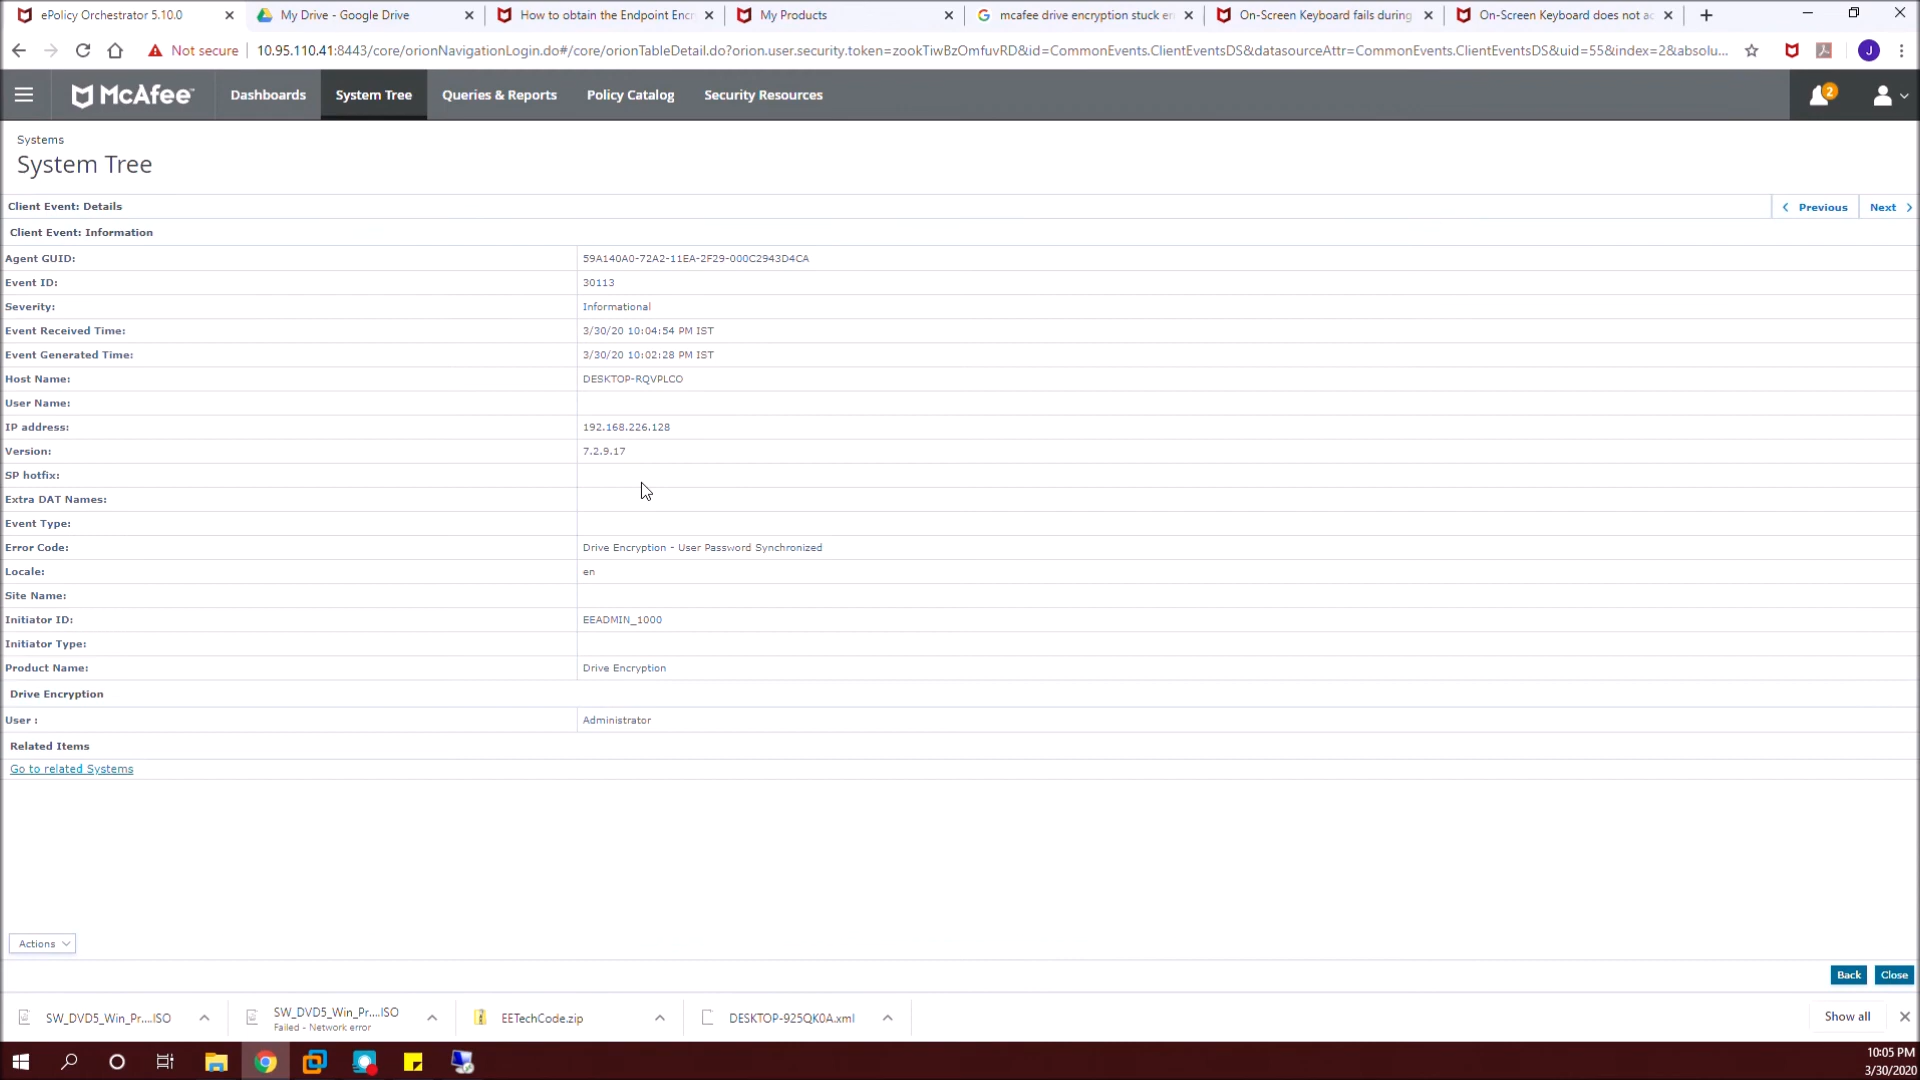 ePolicy Orchestrator 5.10.0
My Drive - Google Drive
How to obtain the Endpoint Encr
My Products
mcafee drive encryption stuck en
On-Screen Keyboard fails during
On-Screen Keyboard does not ac
Not secure
10.95.110.41:8443/core/orionNavigationLogin.do#/core/orionTableDetail.do?orion.user.security.token=zookTiwBzOmfuvRD&id=CommonEvents.ClientEventsDS&datasourceAttr=CommonEvents.ClientEventsDS&uid=55&index=2&absolu...
J
McAfee
Dashboards
System Tree
Queries & Reports
Policy Catalog
Security Resources
2
Systems
System Tree
Client Event: Details
Previous
Next
Client Event: Information
Agent GUID: 59A140A0-72A2-11EA-2F29-000C2943D4CA
Event ID: 30113
Severity: Informational
Event Received Time: 3/30/20 10:04:54 PM IST
Event Generated Time: 3/30/20 10:02:28 PM IST
Host Name: DESKTOP-RQVPLCO
User Name:
IP address: 192.168.226.128
Version: 7.2.9.17
SP hotfix:
Extra DAT Names:
Event Type:
Error Code: Drive Encryption - User Password Synchronized
Locale: en
Site Name:
Initiator ID: EEADMIN_1000
Initiator Type:
Product Name: Drive Encryption
Drive Encryption
User : Administrator
Related Items
Go to related Systems
Actions
Back
Close
SW_DVD5_Win_Pr....ISO
SW_DVD5_Win_Pr....ISO
Failed - Network error
EETechCode.zip
DESKTOP-925QK0A.xml
Show all
10:05 PM
3/30/2020